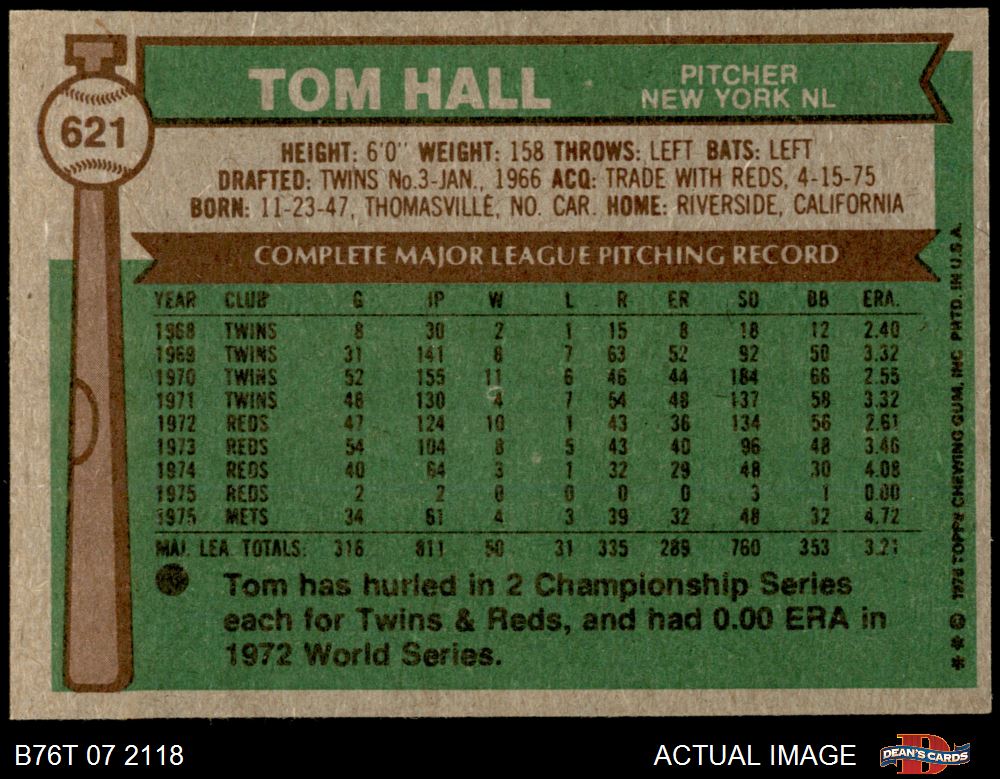 621
TOM HALL
PITCHER
NEW YORK NL
HEIGHT: 6'0" WEIGHT: 158 THROWS: LEFT BATS: LEFT
DRAFTED: TWINS No.3-JAN., 1966 ACQ: TRADE WITH REDS, 4-15-75
BORN: 11-23-47, THOMASVILLE, NO. CAR. HOME: RIVERSIDE, CALIFORNIA
COMPLETE MAJOR LEAGUE PITCHING RECORD
YEAR CLUB G IP W L R ER SO BB ERA.
1968 TWINS 8 30 2 1 15 8 18 12 2.40
1969 TWINS 31 141 8 7 63 52 92 50 3.32
1970 TWINS 52 155 11 6 46 44 184 66 2.55
1971 TWINS 48 130 4 7 54 48 137 58 3.32
1972 REDS 47 124 10 1 43 36 134 56 2.61
1973 REDS 54 104 8 5 43 40 96 48 3.46
1974 REDS 40 64 3 1 32 29 48 30 4.08
1975 REDS 2 2 0 0 0 0 3 1 0.00
1975 METS 34 61 4 3 39 32 48 32 4.72
MAJ. LEA. TOTALS: 316 811 50 31 335 289 760 353 3.21
Tom has hurled in 2 Championship Series
each for Twins & Reds, and had 0.00 ERA in
1972 World Series.
** © 1976 TOPPS CHEWING GUM, INC. PRTD. IN U.S.A.
B76T 07 2118
ACTUAL IMAGE
DEAN'S CARDS